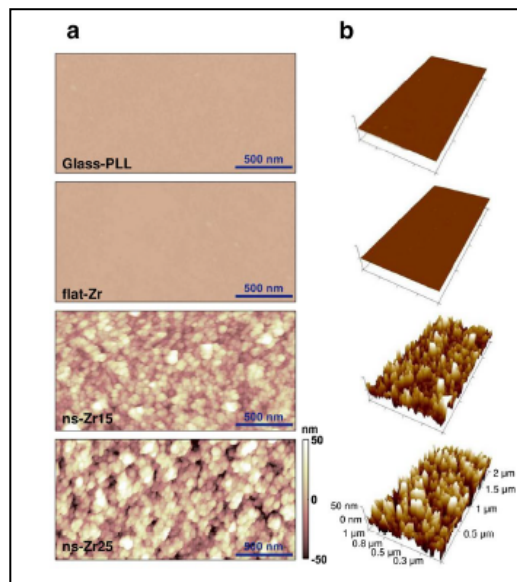 a
b
500 nm
Glass-PLL
500 nm
flat-Zr
500 nm
ns-Zr15
nm
50
0
-50
500 nm
ns-Zr25
2 µm
1.5 µm
1 µm
0.5 µm
50 nm
0 nm
1 µm
0.8 µm
0.5 µm
0.3 µm